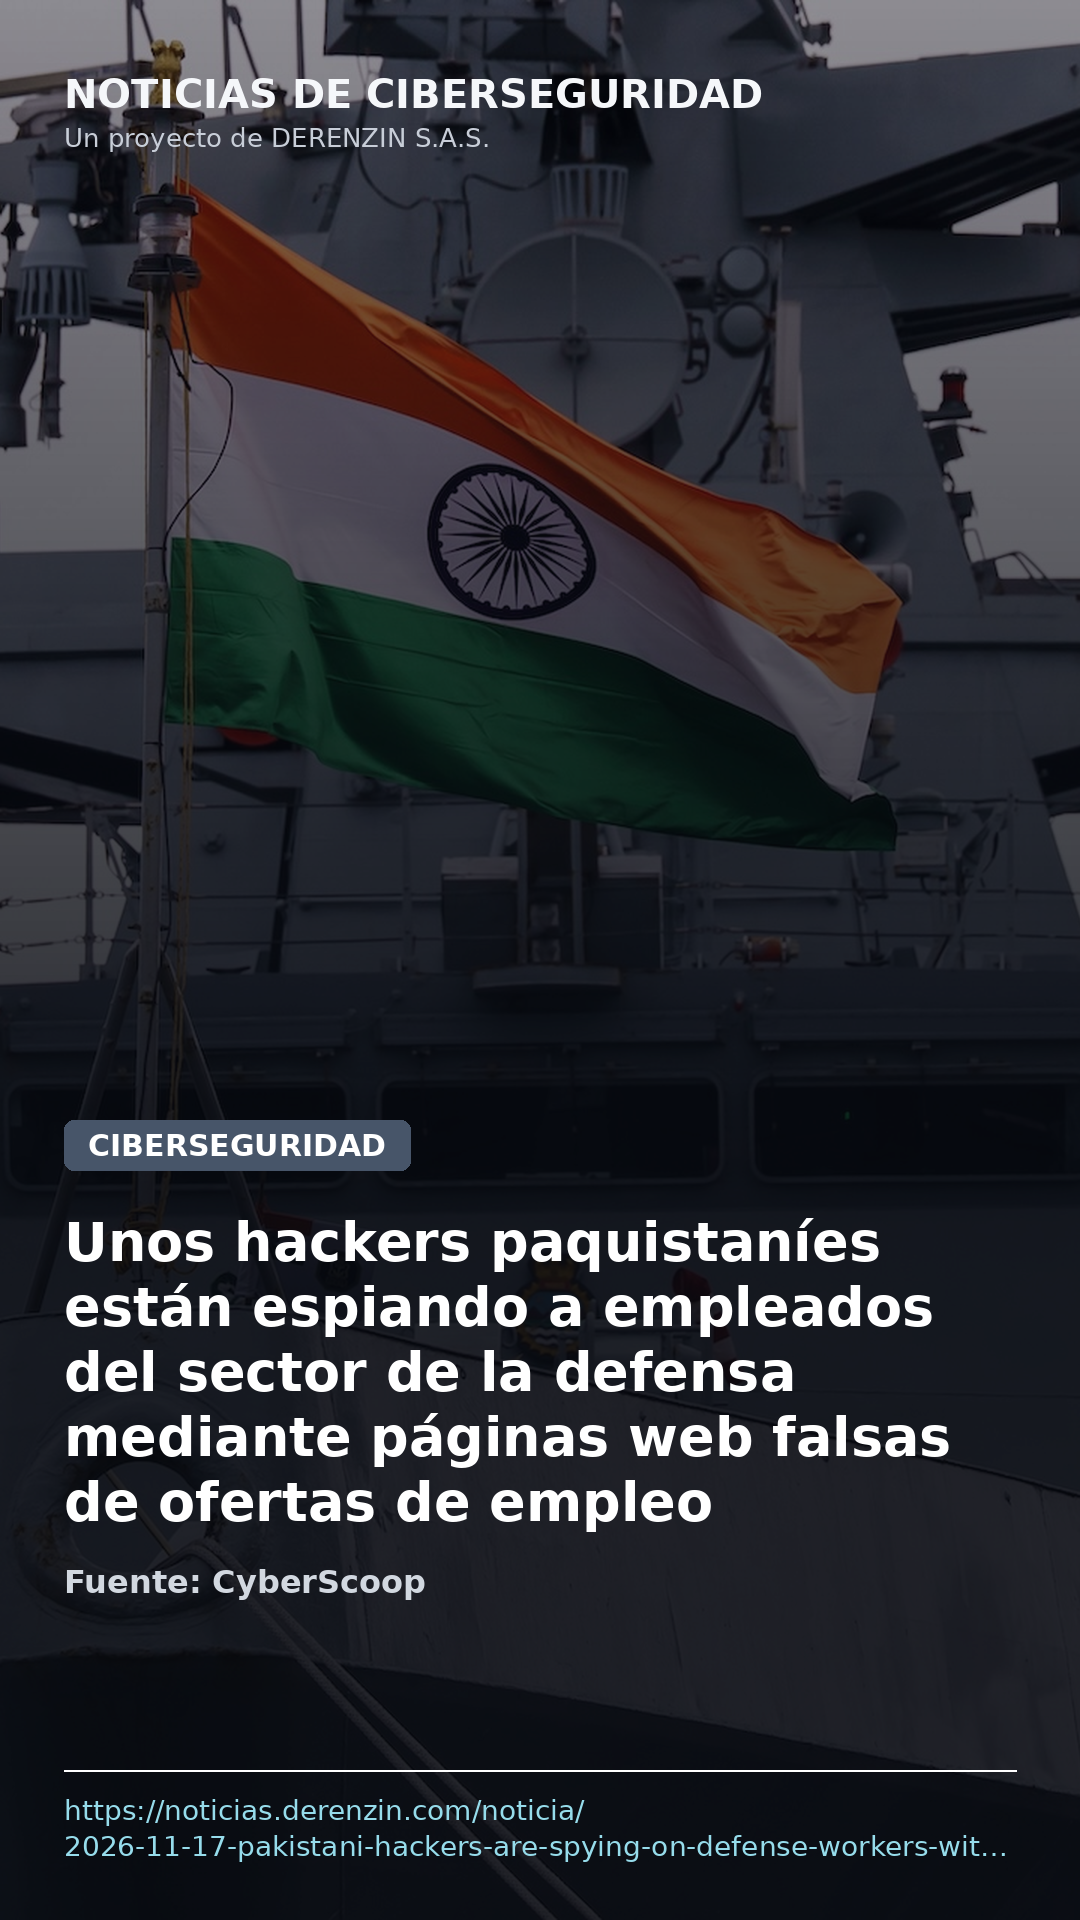 NOTICIAS DE CIBERSEGURIDAD
Un proyecto de DERENZIN S.A.S.
CIBERSEGURIDAD
Unos hackers paquistaníes
están espiando a empleados
del sector de la defensa
mediante páginas web falsas
de ofertas de empleo
Fuente: CyberScoop
https://noticias.derenzin.com/noticia/
2026-11-17-pakistani-hackers-are-spying-on-defense-workers-wit...